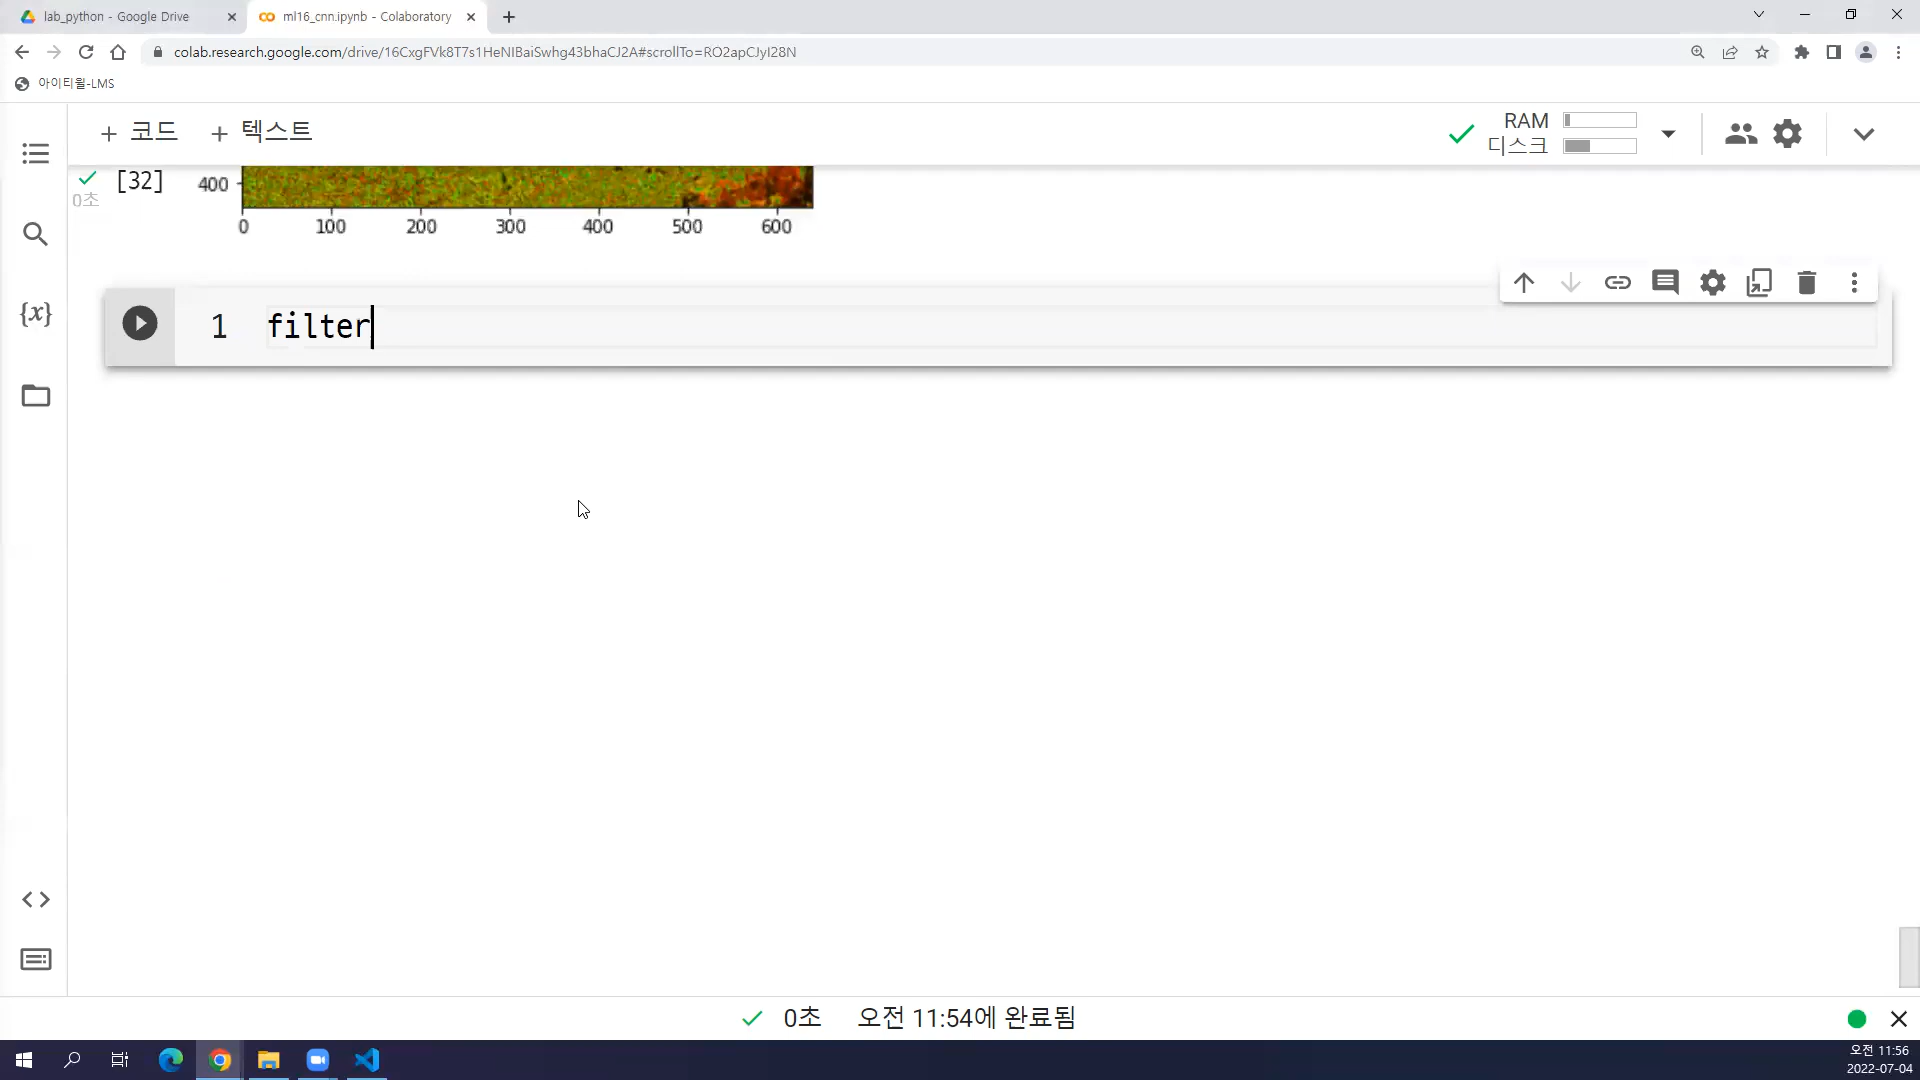 lab_python - Google Drive
ml16_cnn.ipynb - Colaboratory
colab.research.google.com/drive/16CxgFVk8T7s1HeNIBaiSwhg43bhaCJ2A#scrollTo=RO2apCJyI28N
아이티윌-LMS
+ 코드 + 텍스트
RAM
디스크
[32]
0초
400
0 100 200 300 400 500 600
{x}
1 filter
0초 오전 11:54에 완료됨
오전 11:56
2022-07-04